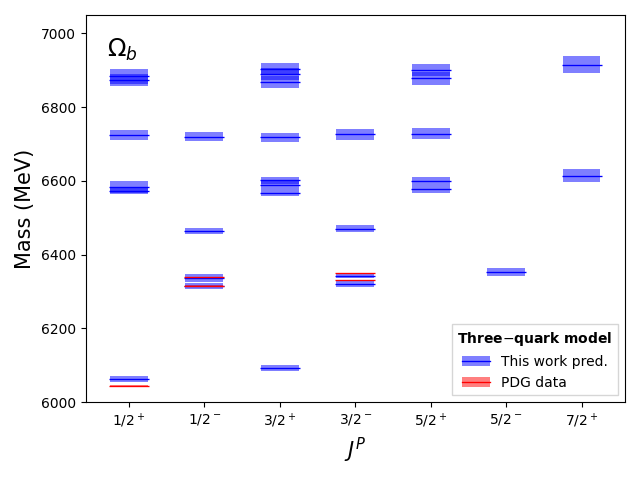 Ω_b
7000
6800
6600
6400
6200
6000
Mass (MeV)
Three−quark model
This work pred.
PDG data
1/2⁺ 1/2⁻ 3/2⁺ 3/2⁻ 5/2⁺ 5/2⁻ 7/2⁺
J^P